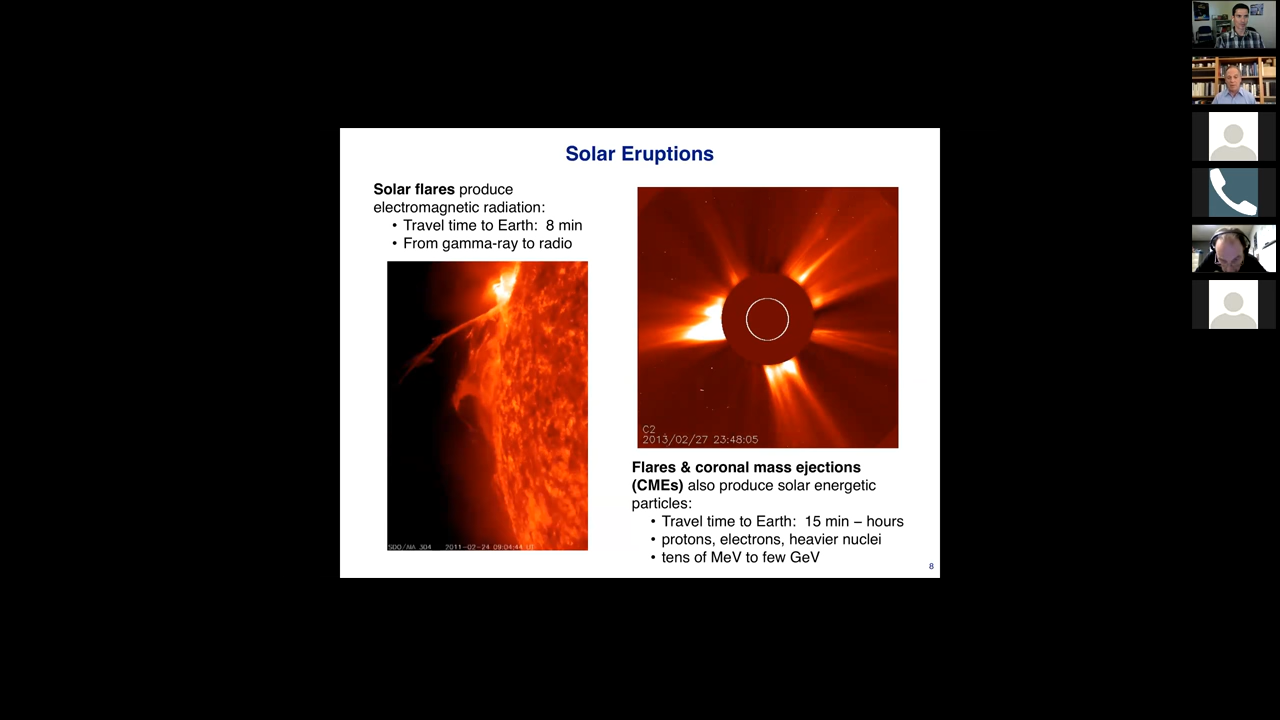 Solar Eruptions
Solar flares produce
electromagnetic radiation:
• Travel time to Earth: 8 min
• From gamma-ray to radio
SDO/AIA 304 2011-02-24 09:04:44 UT
C2
2013/02/27 23:48:05
Flares & coronal mass ejections
(CMEs) also produce solar energetic
particles:
• Travel time to Earth: 15 min – hours
• protons, electrons, heavier nuclei
• tens of MeV to few GeV
8